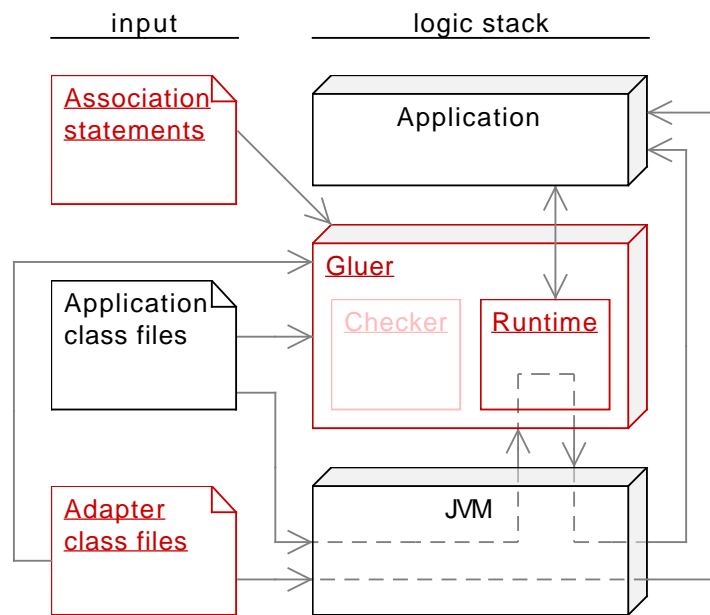 input
logic stack
Association
statements
Application
Gluer
Application
class files
Checker
Runtime
Adapter
class files
JVM